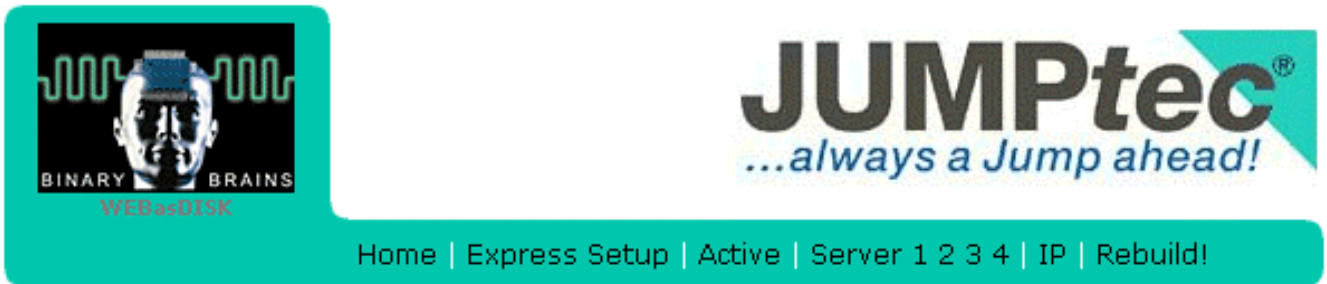 BINARY BRAINS
WEBasDISK
JUMPtec®
...always a Jump ahead!
Home | Express Setup | Active | Server 1 2 3 4 | IP | Rebuild!